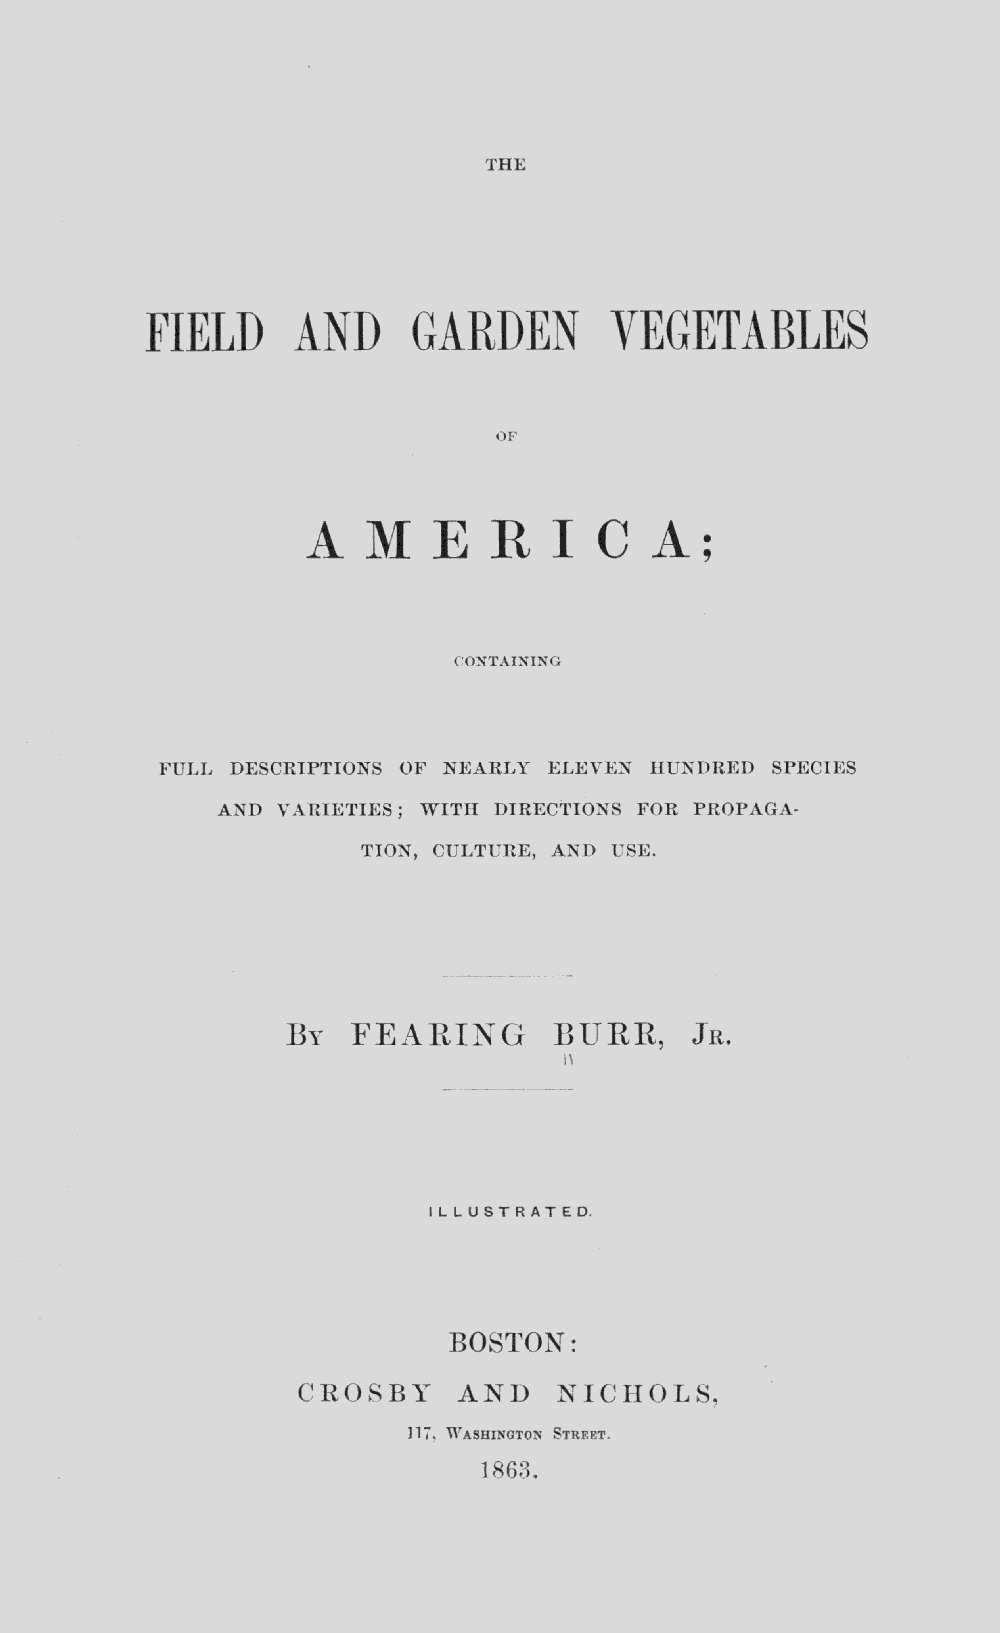 THE
FIELD AND GARDEN VEGETABLES
OF
AMERICA;
CONTAINING
FULL DESCRIPTIONS OF NEARLY ELEVEN HUNDRED SPECIES
AND VARIETIES; WITH DIRECTIONS FOR PROPAGA-
TION, CULTURE, AND USE.
BY FEARING BURR, JR.
ILLUSTRATED.
BOSTON:
CROSBY AND NICHOLS,
117, WASHINGTON STREET.
1863.